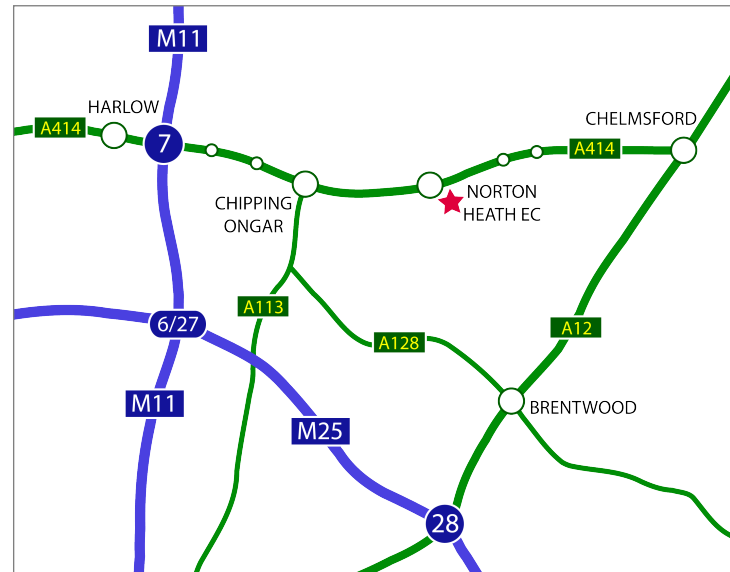 M11
HARLOW
A414
7
CHELMSFORD
A414
CHIPPING
ONGAR
NORTON
HEATH EC
A113
6/27
A12
A128
M11
BRENTWOOD
M25
28